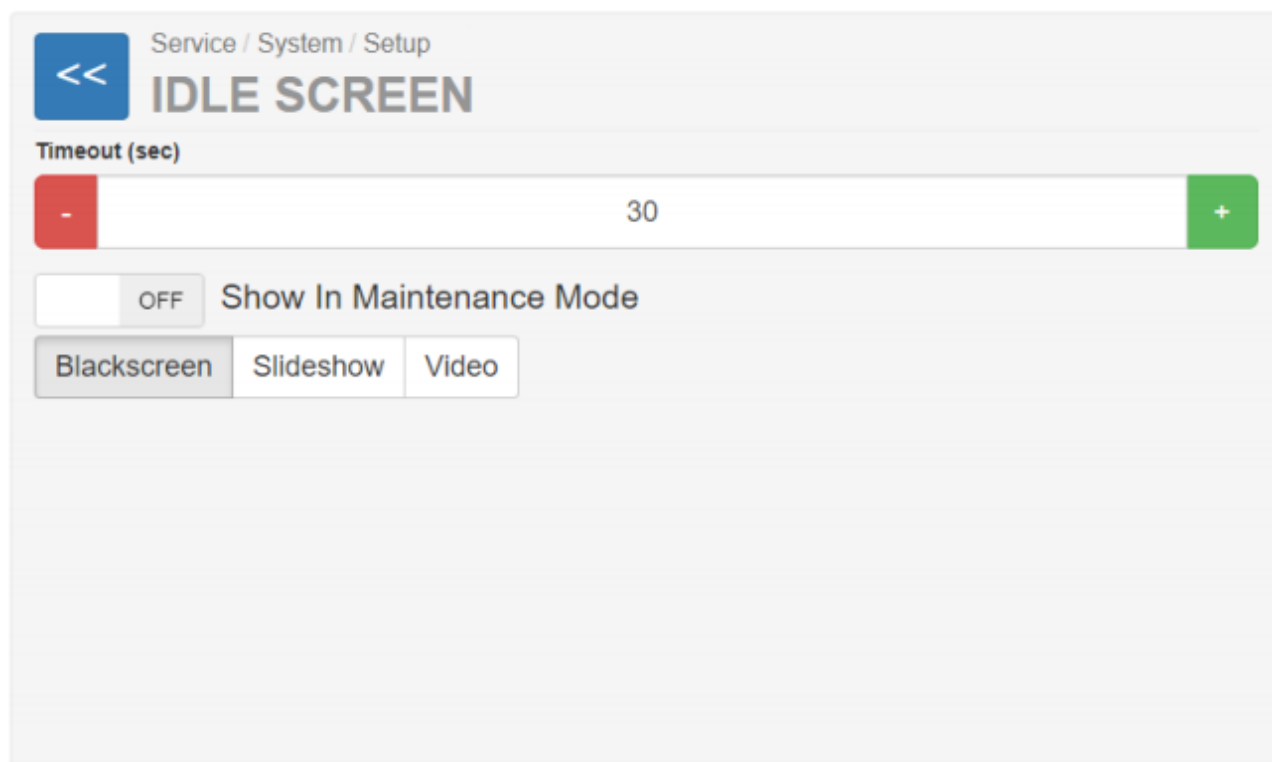 <<
Service / System / Setup
IDLE SCREEN
Timeout (sec)
- 30 +
OFF Show In Maintenance Mode
Blackscreen Slideshow Video